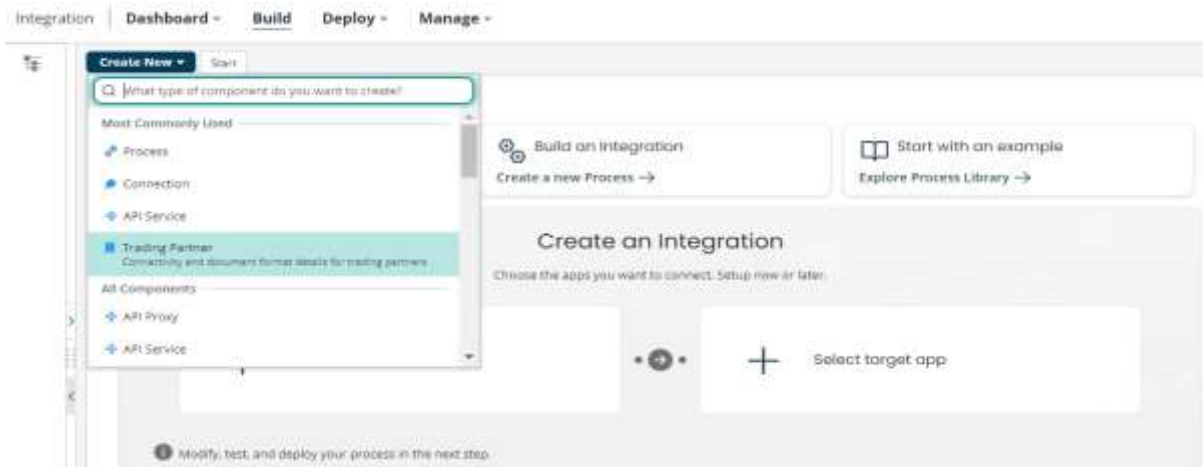 Integration Dashboard Build Deploy Manage
Create New Start
What type of component do you want to create?
Most Commonly Used
Process
Connection
API Service
Trading Partner
Connectivity and document format details for trading partners
All Components
API Proxy
API Service
Build an Integration
Create a new Process →
Start with an example
Explore Process Library →
Create an Integration
Choose the apps you want to connect. Setup now or later.
Select target app
Modify, test, and deploy your process in the next step.